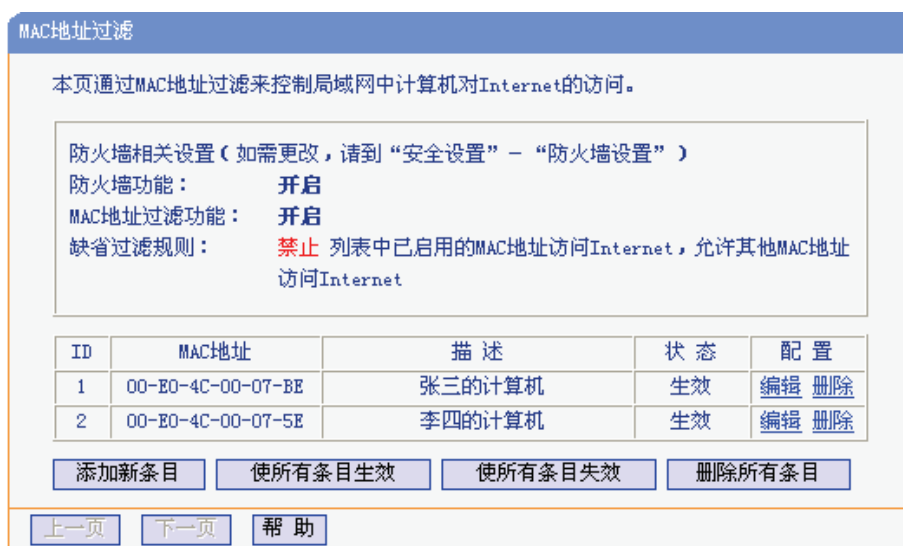 MAC地址过滤
本页通过MAC地址过滤来控制局域网中计算机对Internet的访问。
防火墙相关设置(如需更改,请到“安全设置”-“防火墙设置”)
防火墙功能: 开启
MAC地址过滤功能: 开启
缺省过滤规则: 禁止 列表中已启用的MAC地址访问Internet,允许其他MAC地址
访问Internet
ID MAC地址 描 述 状 态 配 置
1 00-E0-4C-00-07-BE 张三的计算机 生效 编辑 删除
2 00-E0-4C-00-07-5E 李四的计算机 生效 编辑 删除
添加新条目 使所有条目生效 使所有条目失效 删除所有条目
上一页 下一页 帮 助